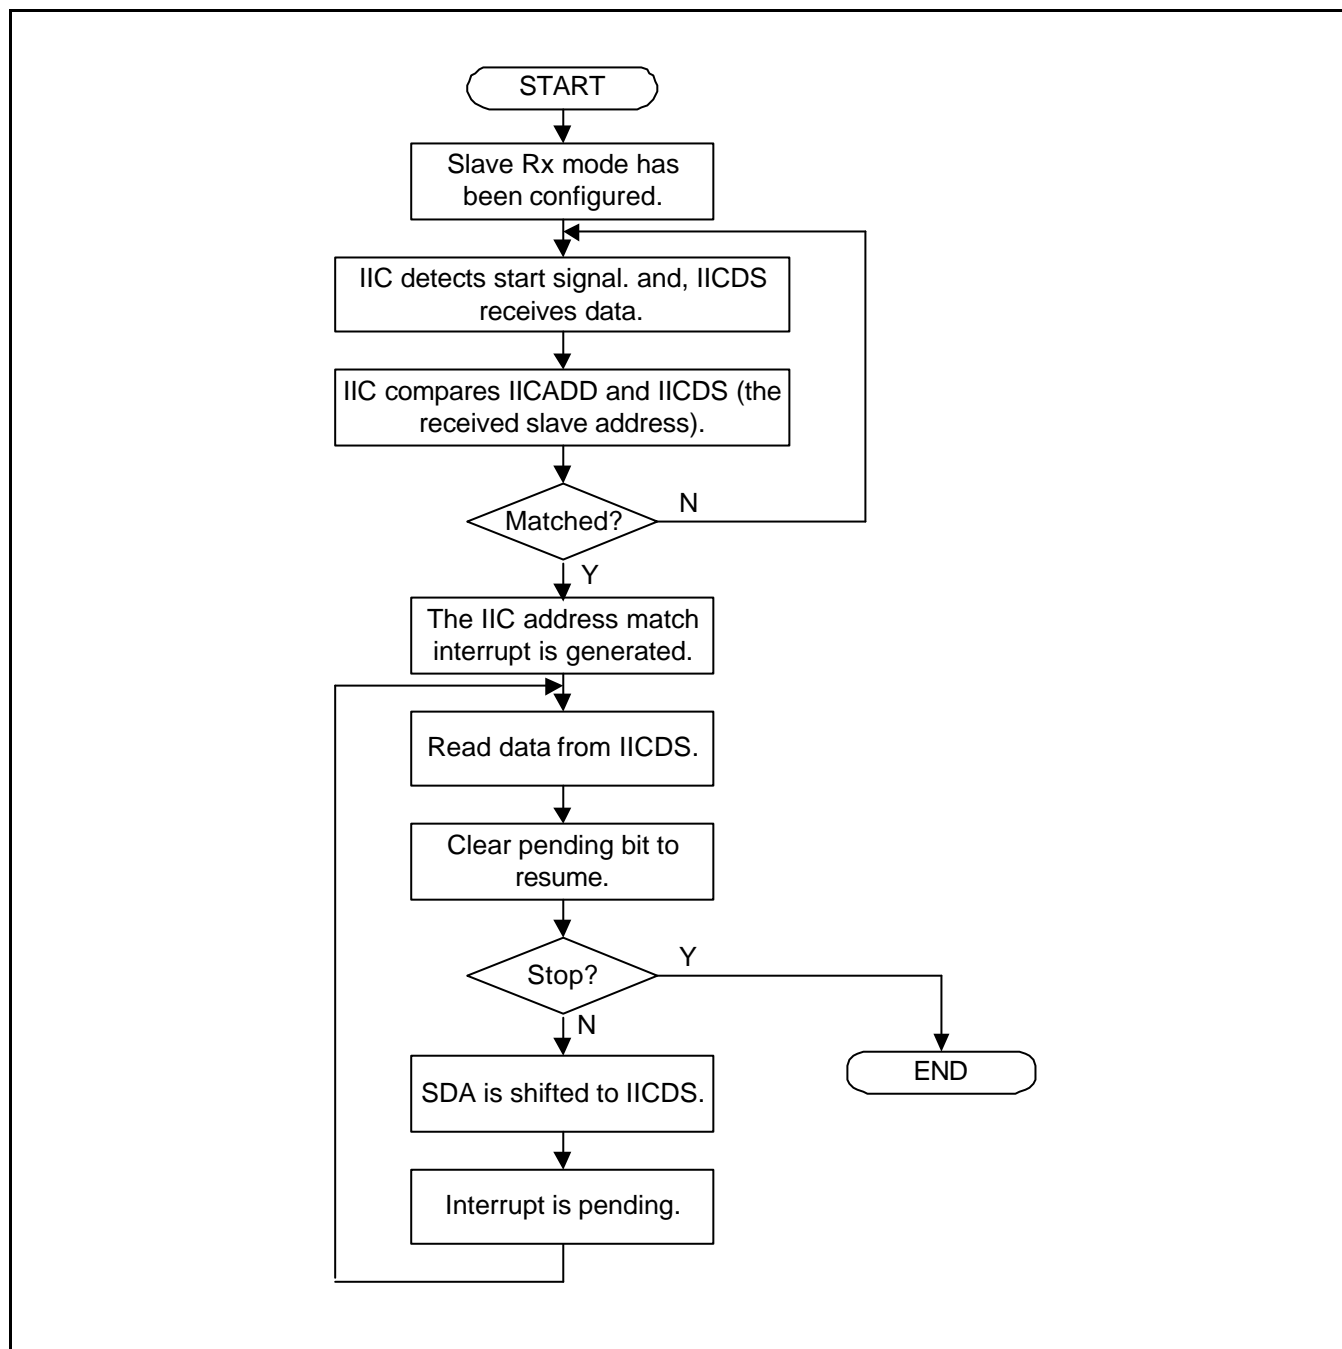 START
Slave Rx mode has
been configured.
IIC detects start signal. and, IICDS
receives data.
IIC compares IICADD and IICDS (the
received slave address).
N
Matched?
Y
The IIC address match
interrupt is generated.
Read data from IICDS.
Clear pending bit to
resume.
Y
Stop?
N
END
SDA is shifted to IICDS.
Interrupt is pending.